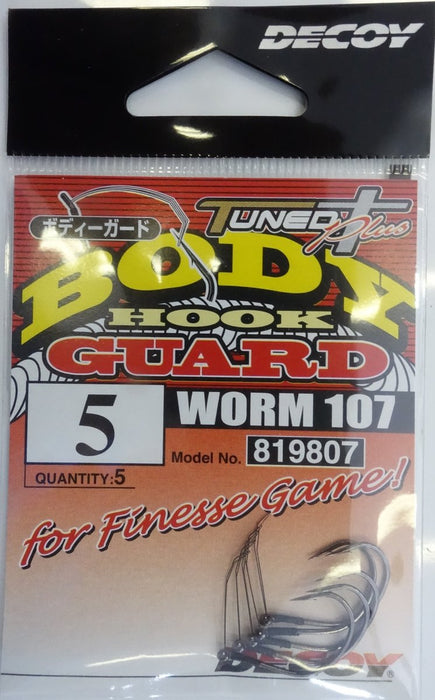 DECOY
ボディーガード
TUNED Plus
BODY
HOOK
GUARD
5
WORM 107
Model No. 819807
QUANTITY:5
for Finesse Game!
DECOY®